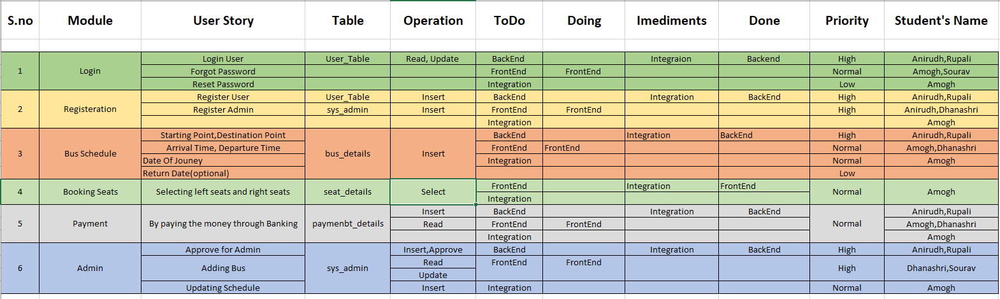 S.no Module User Story Table Operation ToDo Doing Imediments Done Priority Student's Name
Login User User_Table Read, Update BackEnd Integraion Backend High Anirudh,Rupali
1 Login Forgot Password FrontEnd FrontEnd Normal Amogh,Sourav
Reset Password Integration Low Amogh
Register User User_Table Insert BackEnd Integration BackEnd High Anirudh,Rupali
2 Registeration Register Admin sys_admin Insert FrontEnd FrontEnd High Anirudh,Dhanashri
Integration Amogh
Starting Point,Destination Point BackEnd Integration BackEnd High Anirudh,Rupali
Arrival Time, Departure Time FrontEnd FrontEnd Normal Amogh,Dhanashri
3 Bus Schedule bus_details Insert
Date Of Jouney Integration Normal Amogh
Return Date(optional) Low
FrontEnd Integration FrontEnd
4 Booking Seats Selecting left seats and right seats seat_details Select Normal Amogh
Integration
Insert BackEnd Integration BackEnd Anirudh,Rupali
5 Payment By paying the money through Banking paymenbt_details Read FrontEnd FrontEnd Normal Amogh,Dhanashri
Integration Amogh
Approve for Admin Insert,Approve BackEnd Integration BackEnd High Anirudh,Rupali
Read FrontEnd FrontEnd
6 Admin Adding Bus sys_admin High Dhanashri,Sourav
Update
Updating Schedule Insert Integration Normal Amogh